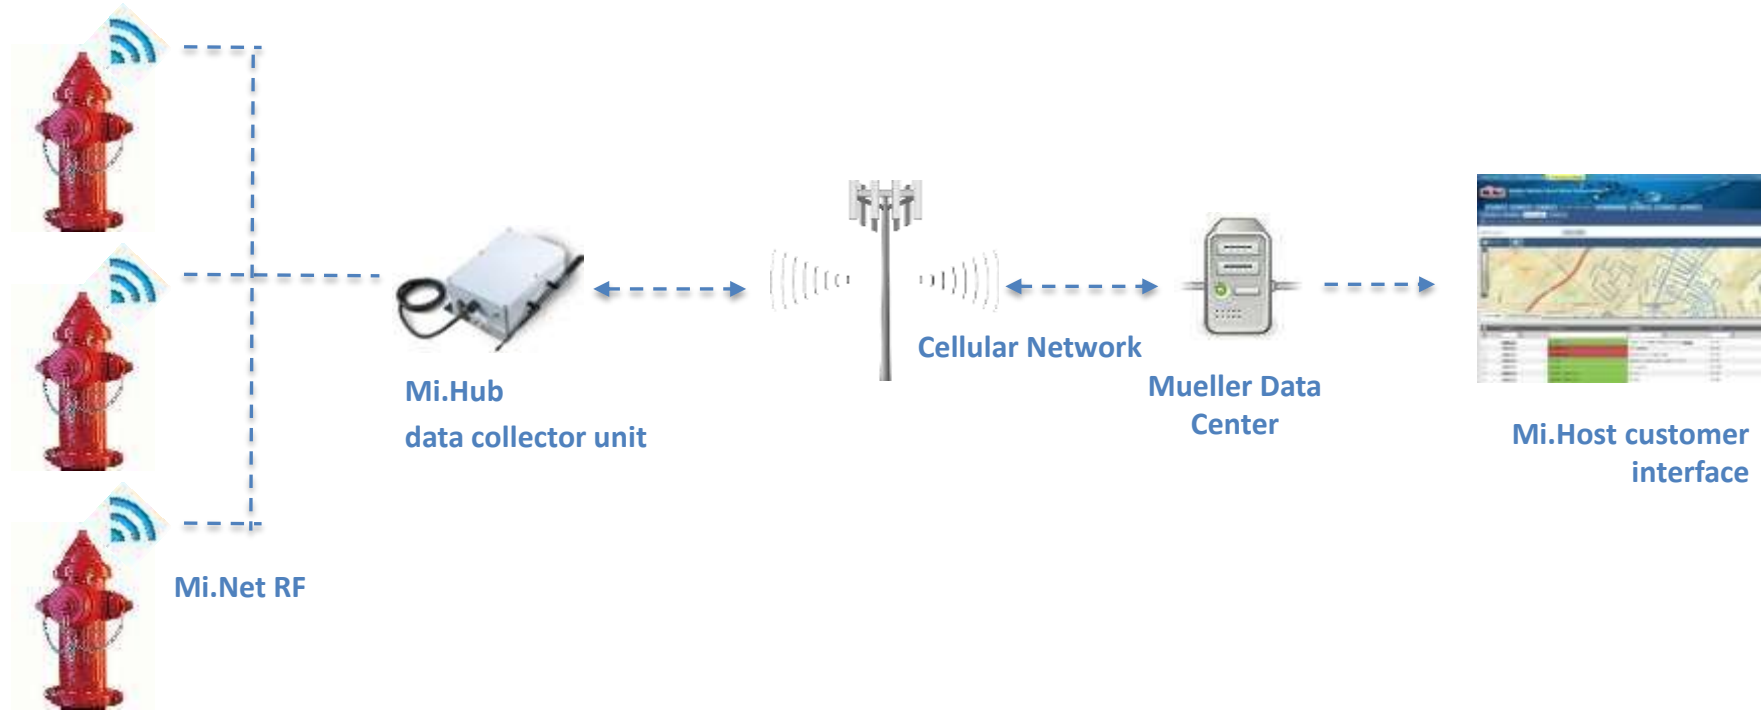 Mi.Hub
data collector unit
Cellular Network
Mueller Data
Center
Mi.Host customer
interface
Mi.Net RF